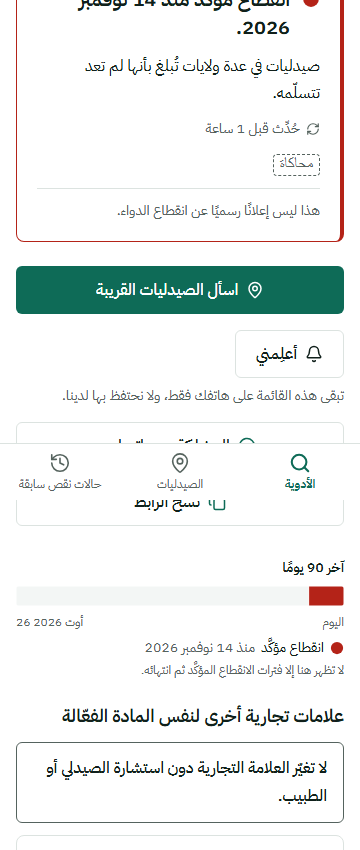 انقطاع مؤكد منذ 14 نوفمبر
2026.
صيدليات في عدة ولايات تُبلغ بأنها لم تعد
تتسلّمه.
حُدِّث قبل 1 ساعة
محاكاة
هذا ليس إعلانًا رسميًا عن انقطاع الدواء.
اسأل الصيدليات القريبة
أعلِمني
تبقى هذه القائمة على هاتفك فقط، ولا نحتفظ بها لدينا.
الأدوية
الصيدليات
حالات نقص سابقة
نسخ الرابط
آخر 90 يومًا
اليوم
26 أوت 2026
انقطاع مؤكَّد منذ 14 نوفمبر 2026
لا تظهر هنا إلا فترات الانقطاع المؤكَّد ثم انتهائه.
علامات تجارية أخرى لنفس المادة الفعّالة
لا تغيّر العلامة التجارية دون استشارة الصيدلي أو
الطبيب.